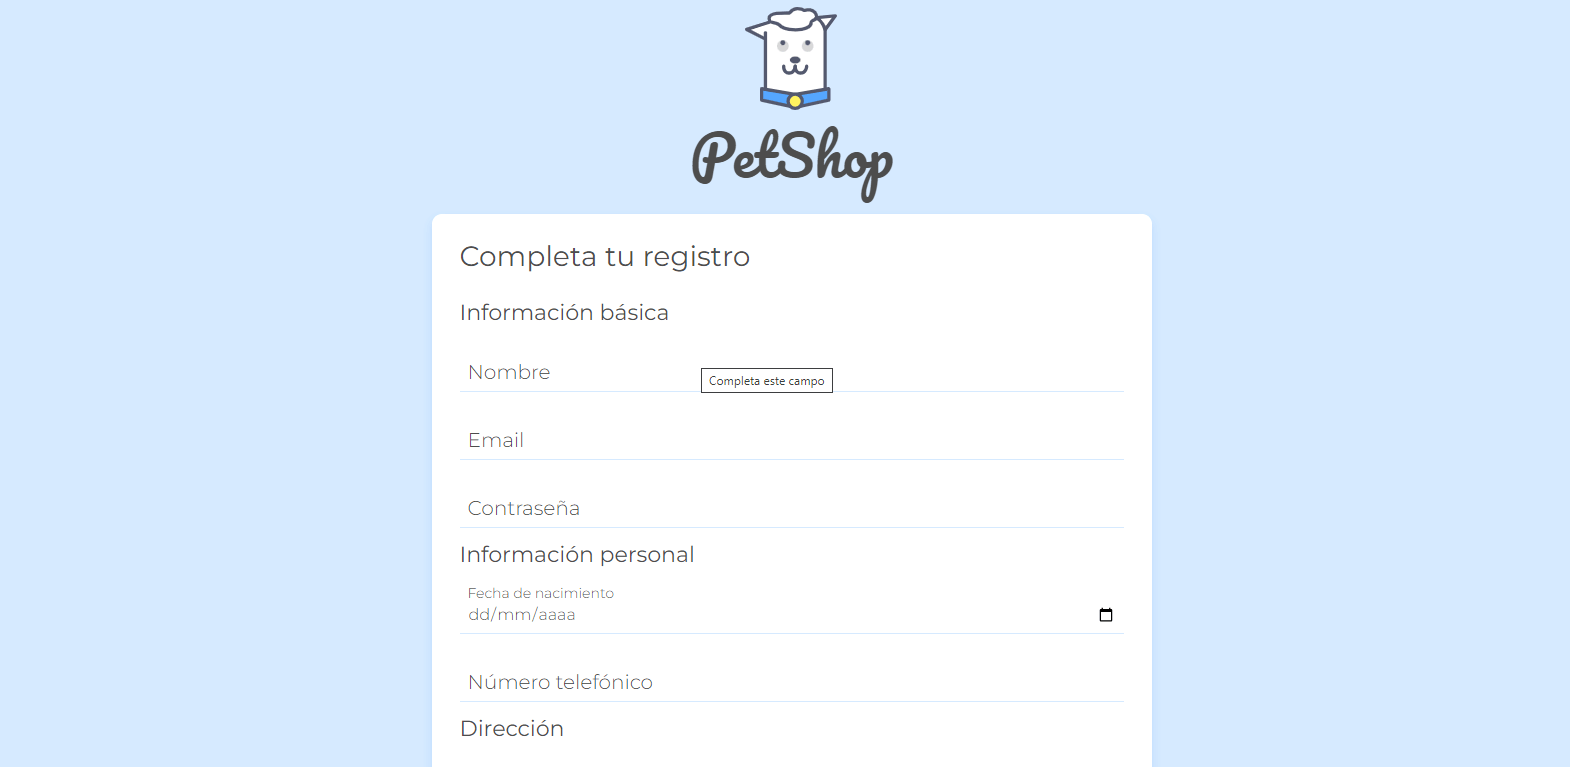 PetShop
Completa tu registro
Información básica
Nombre
Completa este campo
Email
Contraseña
Información personal
Fecha de nacimiento
dd/mm/aaaa
Número telefónico
Dirección